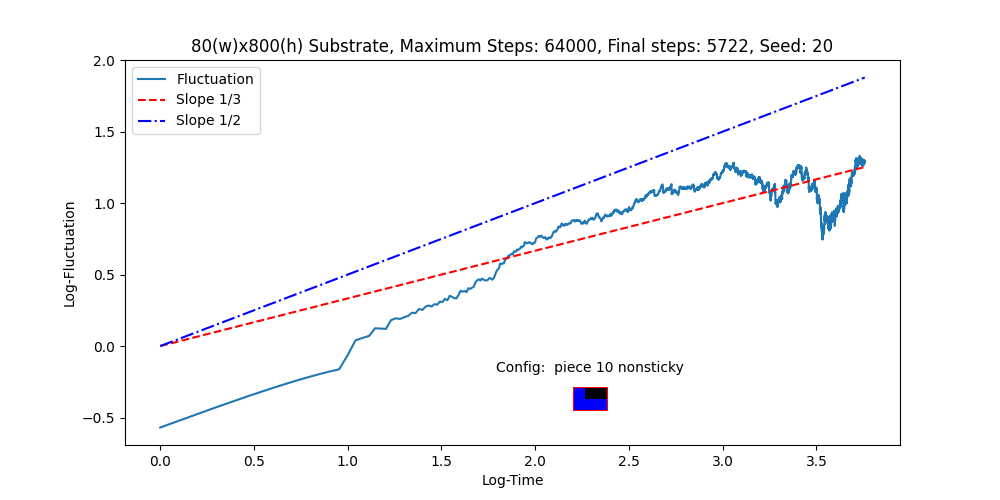 80(w)x800(h) Substrate, Maximum Steps: 64000, Final steps: 5722, Seed: 20
Fluctuation
Slope 1/3
Slope 1/2
2.0
1.5
1.0
0.5
0.0
−0.5
Log-Fluctuation
Config:  piece 10 nonsticky
0.0 0.5 1.0 1.5 2.0 2.5 3.0 3.5
Log-Time